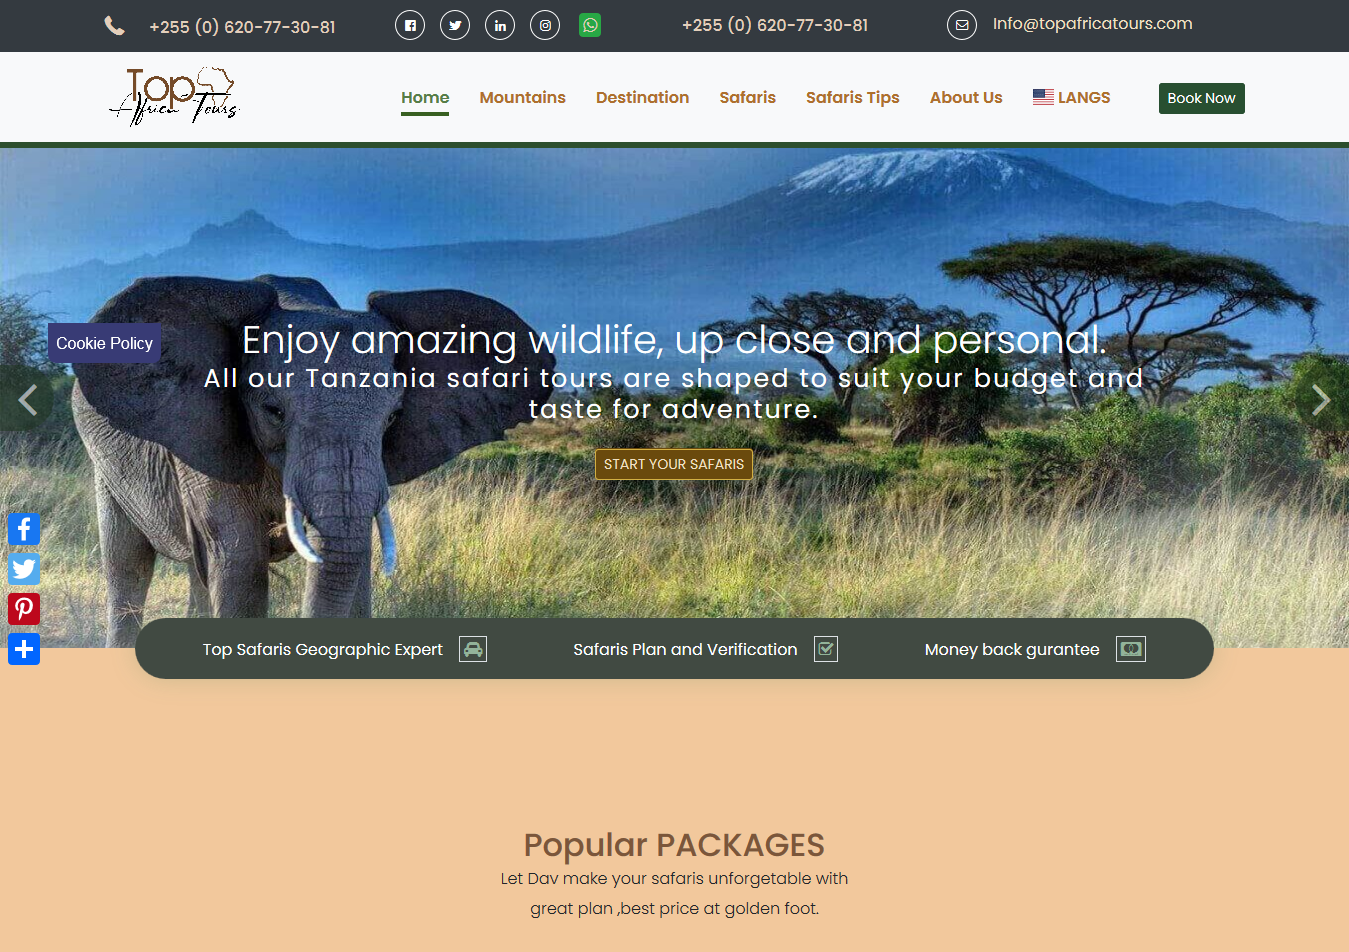 +255 (0) 620-77-30-81
+255 (0) 620-77-30-81
Info@topafricatours.com
Top
Africa Tours
Home
Mountains
Destination
Safaris
Safaris Tips
About Us
LANGS
Book Now
Cookie Policy
Enjoy amazing wildlife, up close and personal.
All our Tanzania safari tours are shaped to suit your budget and
taste for adventure.
START YOUR SAFARIS
Top Safaris Geographic Expert
Safaris Plan and Verification
Money back gurantee
Popular PACKAGES
Let Dav make your safaris unforgetable with
great plan ,best price at golden foot.